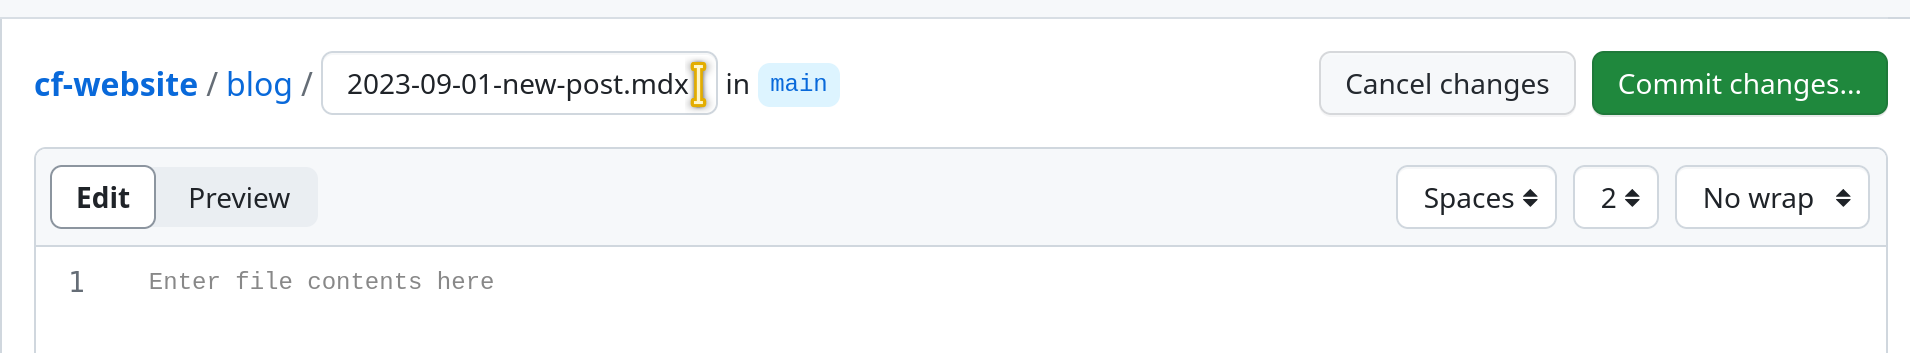 cf-website / blog / 2023-09-01-new-post.mdx in main Cancel changes Commit changes...
Edit Preview Spaces 2 No wrap
1 Enter file contents here